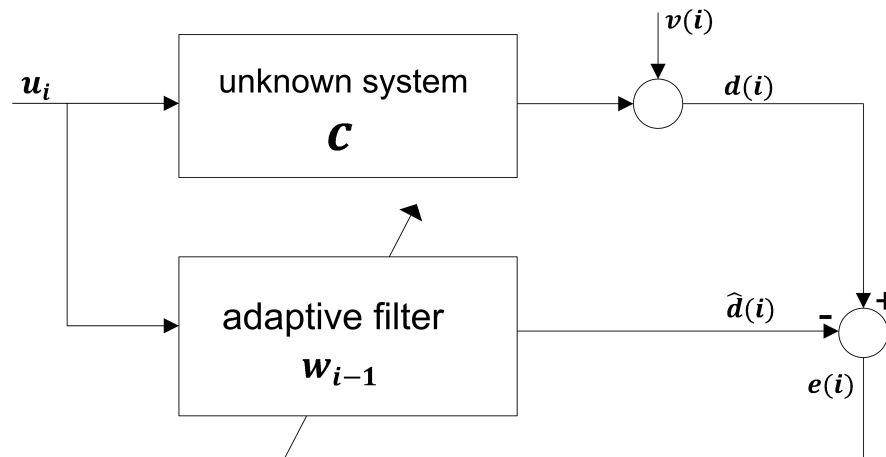 v(i)
u_i
unknown system
C
d(i)
adaptive filter
w_{i−1}
d̂(i)
-
+
e(i)